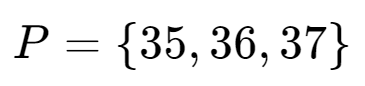 P = {35, 36, 37}